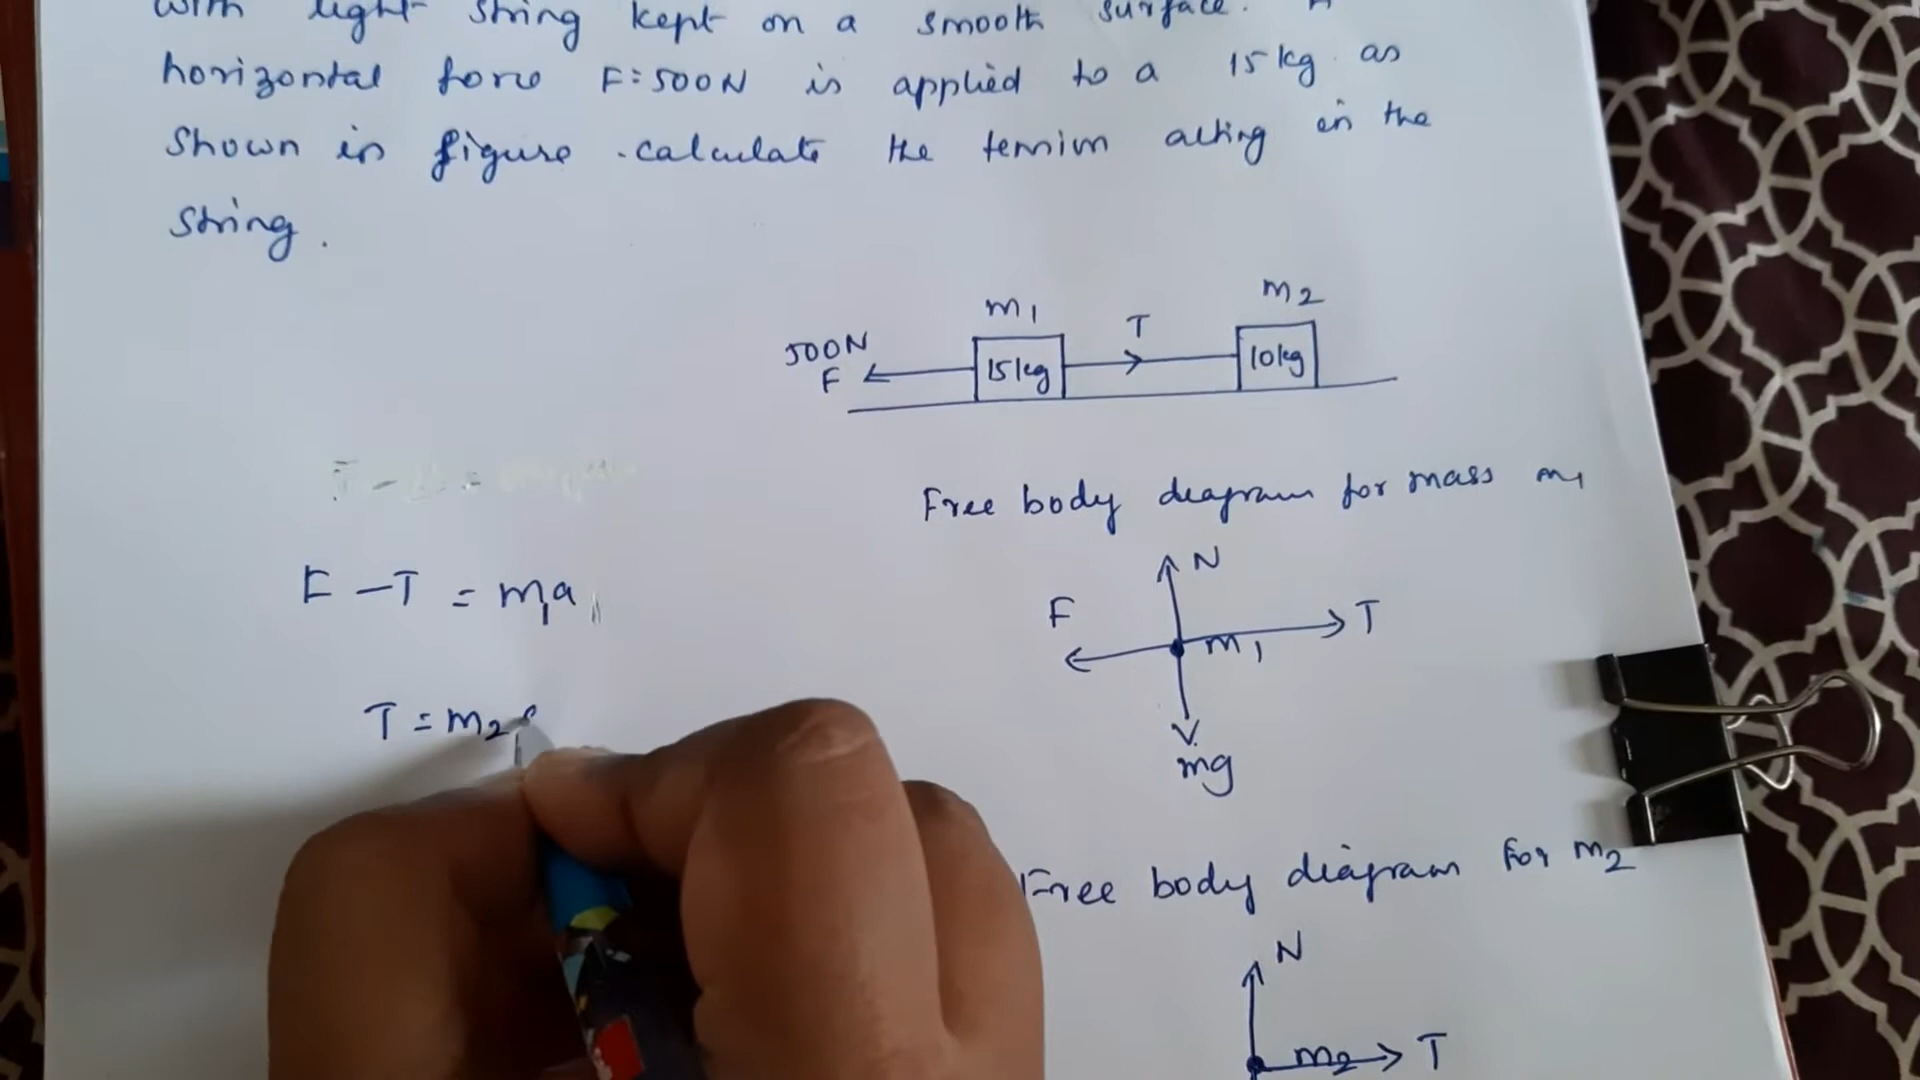 with light string kept on a smooth surface. A
horizontal force F=500N is applied to a 15kg as
shown in figure .calculate the tension acting in the
string.
m1 m2
500N T
F 15kg 10kg
Free body diagram for mass m1
F - T = m1a
N
F T
m1
T = m2
mg
Free body diagram for m2
N
m2 T